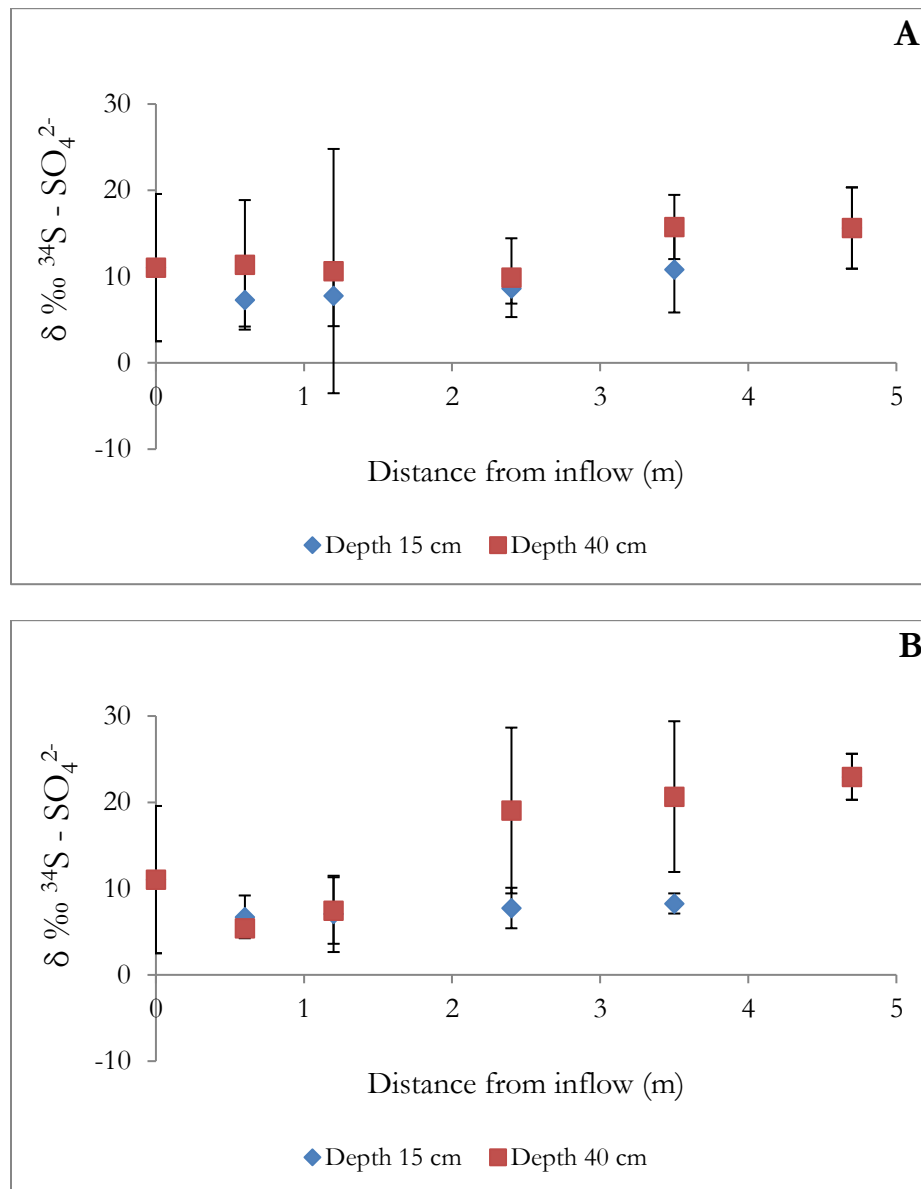 A
30
20
10
0
-10
0 1 2 3 4 5
δ ‰ ³⁴S - SO₄²⁻
Distance from inflow (m)
Depth 15 cm Depth 40 cm
B
30
20
10
0
-10
0 1 2 3 4 5
δ ‰ ³⁴S - SO₄²⁻
Distance from inflow (m)
Depth 15 cm Depth 40 cm